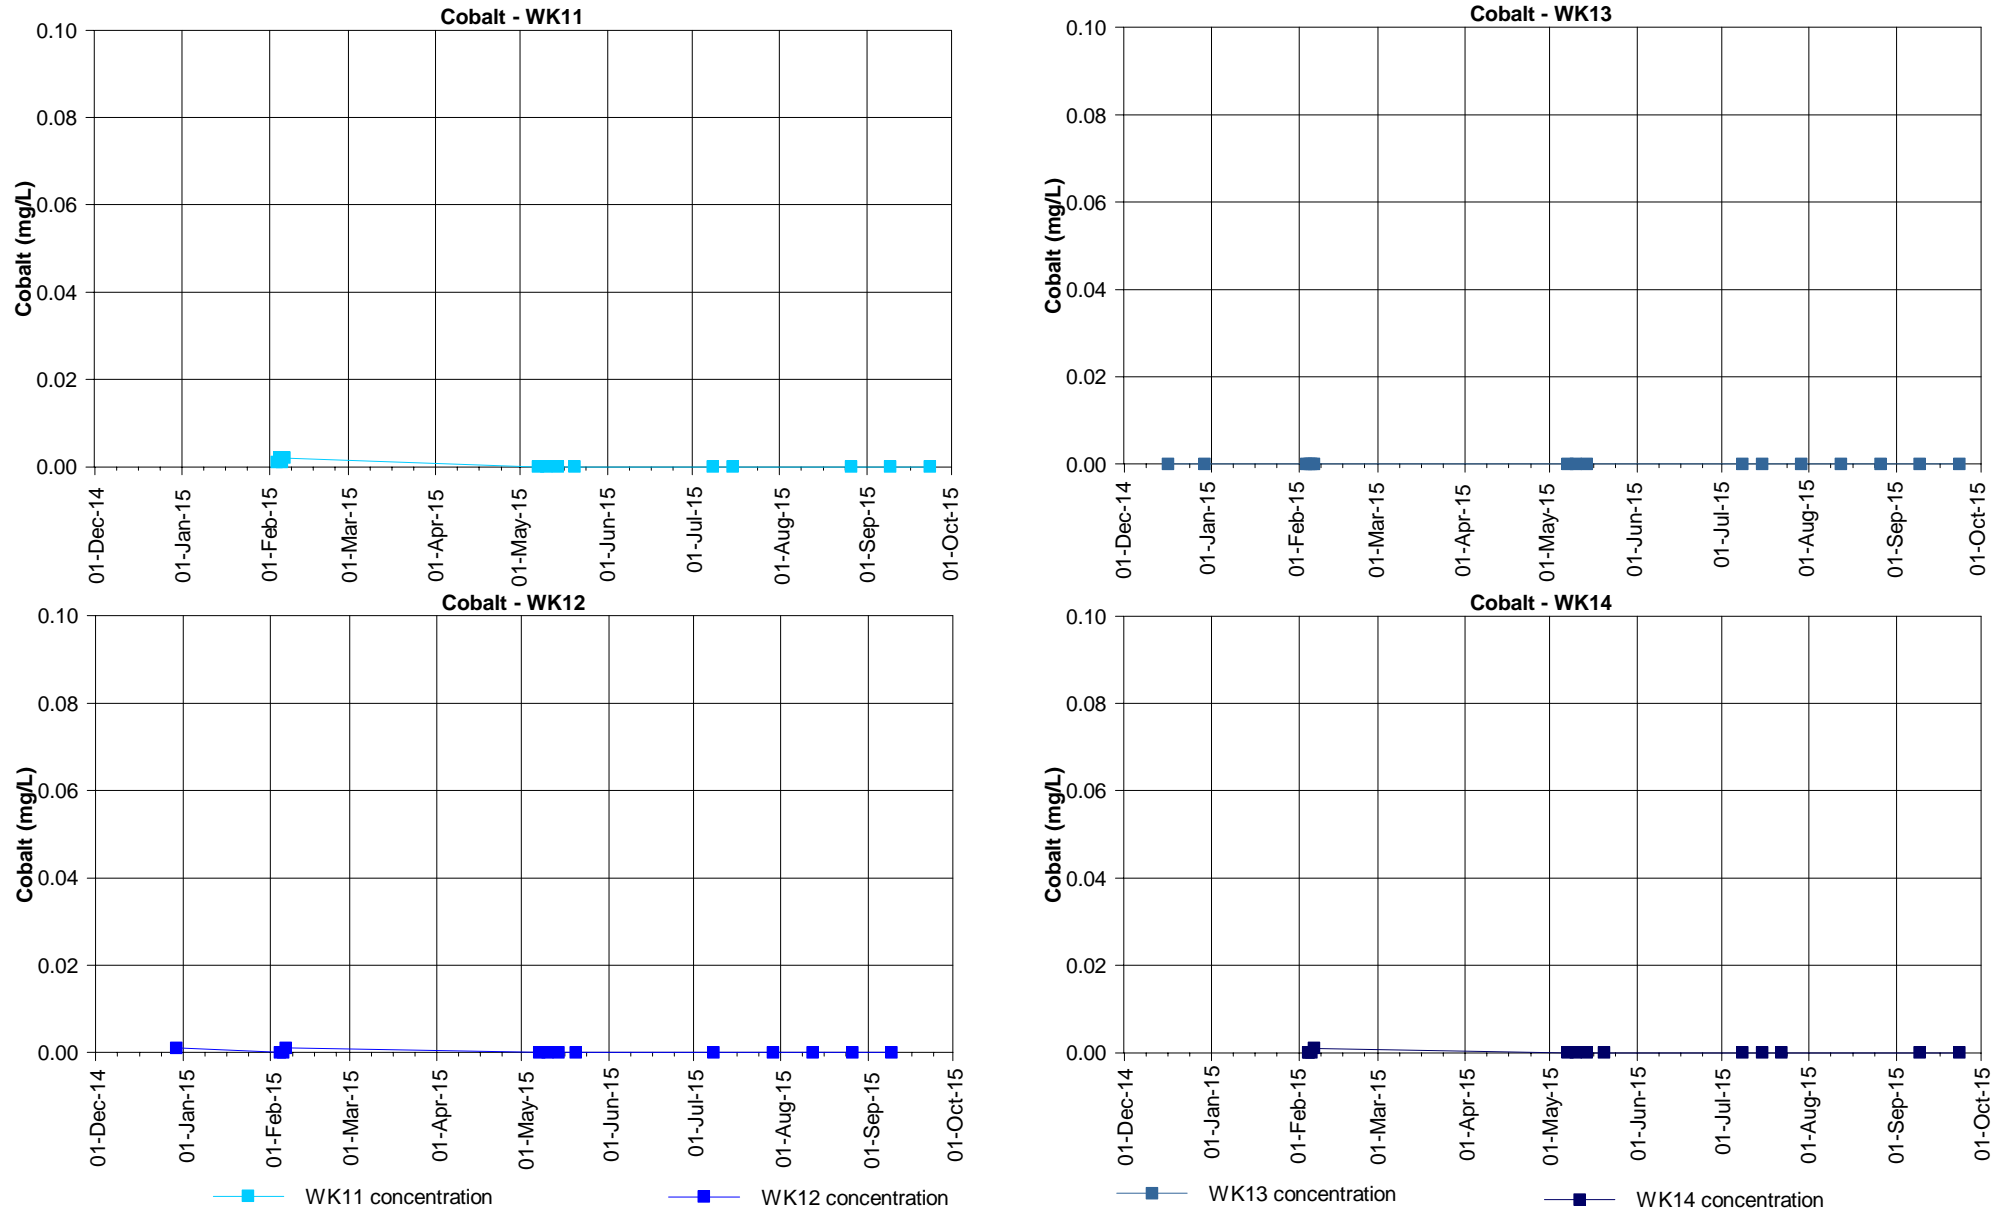 Cobalt - WK11
0.10
0.08
0.06
0.04
0.02
0.00
Cobalt (mg/L)
01-Dec-14
01-Jan-15
01-Feb-15
01-Mar-15
01-Apr-15
01-May-15
01-Jun-15
01-Jul-15
01-Aug-15
01-Sep-15
01-Oct-15
Cobalt - WK13
0.10
0.08
0.06
0.04
0.02
0.00
Cobalt (mg/L)
01-Dec-14
01-Jan-15
01-Feb-15
01-Mar-15
01-Apr-15
01-May-15
01-Jun-15
01-Jul-15
01-Aug-15
01-Sep-15
01-Oct-15
Cobalt - WK12
0.10
0.08
0.06
0.04
0.02
0.00
Cobalt (mg/L)
01-Dec-14
01-Jan-15
01-Feb-15
01-Mar-15
01-Apr-15
01-May-15
01-Jun-15
01-Jul-15
01-Aug-15
01-Sep-15
01-Oct-15
Cobalt - WK14
0.10
0.08
0.06
0.04
0.02
0.00
Cobalt (mg/L)
01-Dec-14
01-Jan-15
01-Feb-15
01-Mar-15
01-Apr-15
01-May-15
01-Jun-15
01-Jul-15
01-Aug-15
01-Sep-15
01-Oct-15
WK11 concentration
WK12 concentration
WK13 concentration
WK14 concentration